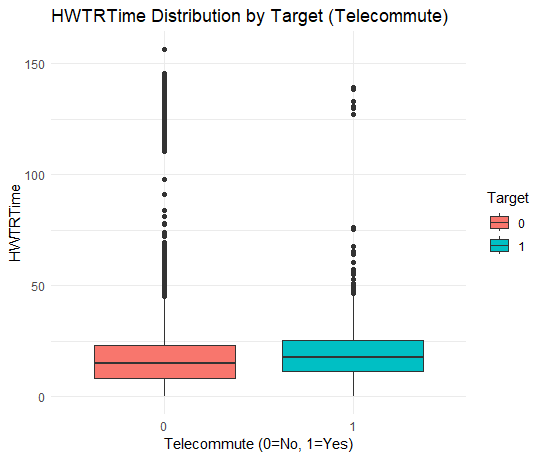 HWTRTime Distribution by Target (Telecommute)
150
100
50
0
HWTRTime
0
1
Telecommute (0=No, 1=Yes)
Target
0
1